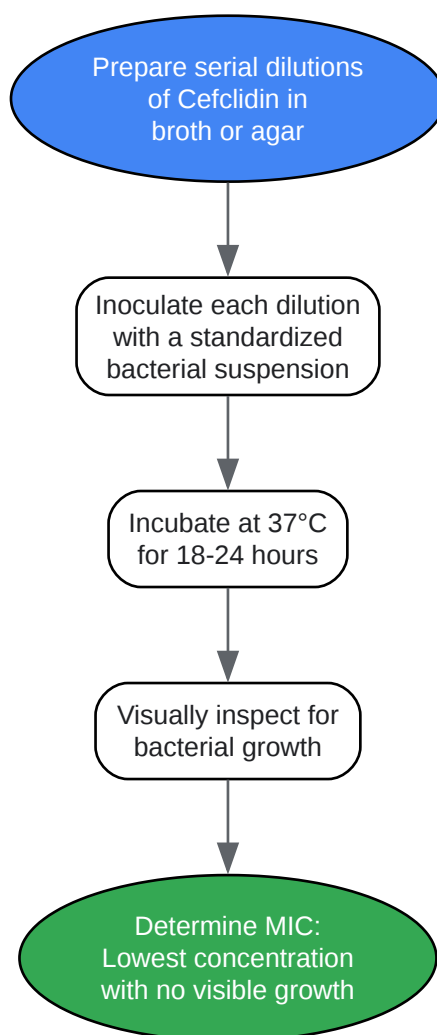 Prepare serial dilutions
of Cefclidin in
broth or agar
Inoculate each dilution
with a standardized
bacterial suspension
Incubate at 37°C
for 18-24 hours
Visually inspect for
bacterial growth
Determine MIC:
Lowest concentration
with no visible growth